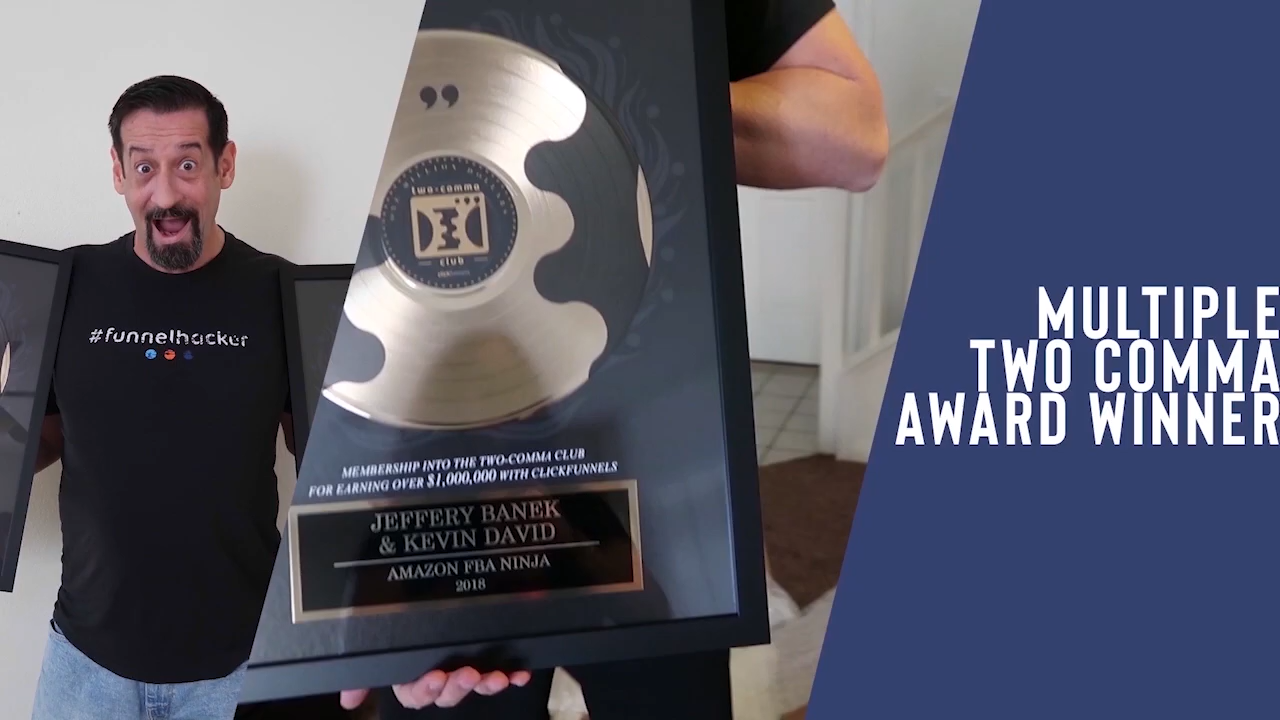 #funnelhacker
two-comma
club
MEMBERSHIP INTO THE TWO-COMMA CLUB
FOR EARNING OVER $1,000,000 WITH CLICKFUNNELS
JEFFERY BANEK
& KEVIN DAVID
AMAZON FBA NINJA
2018
MULTIPLE
TWO COMMA
AWARD WINNER